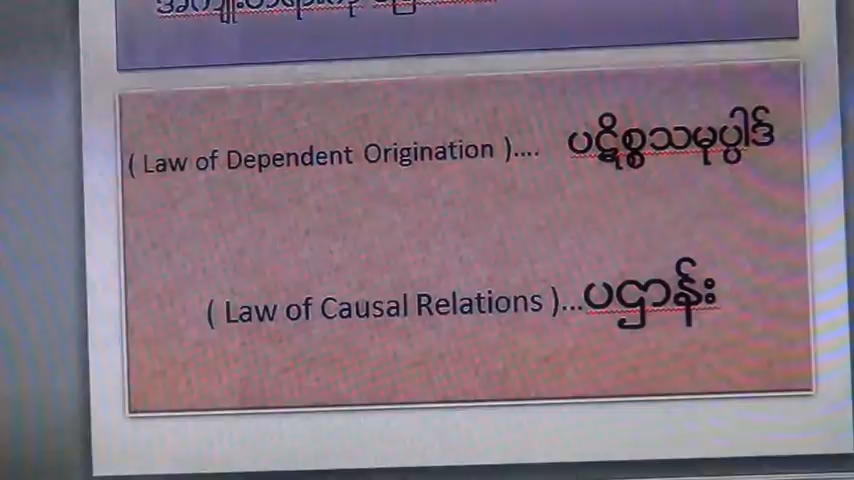 ( Law of Dependent Origination ).... ပဋိစ္စသမုပ္ပါဒ်
( Law of Causal Relations )...ပဌာန်း